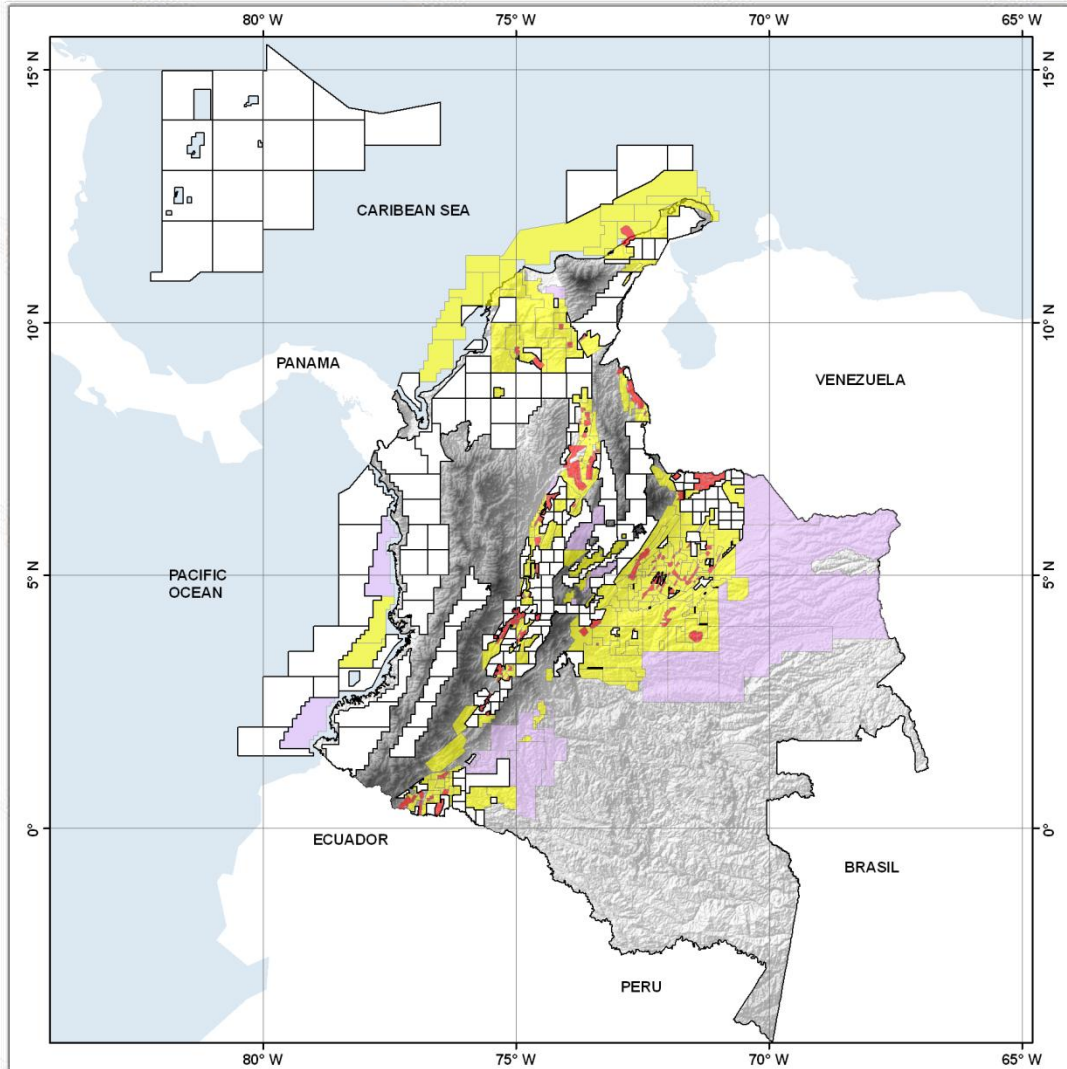 80° W
75° W
70° W
65° W
15° N
15° N
CARIBEAN SEA
10° N
10° N
PANAMA
VENEZUELA
PACIFIC
OCEAN
5° N
5° N
0°
0°
ECUADOR
BRASIL
PERU
80° W
75° W
70° W
65° W